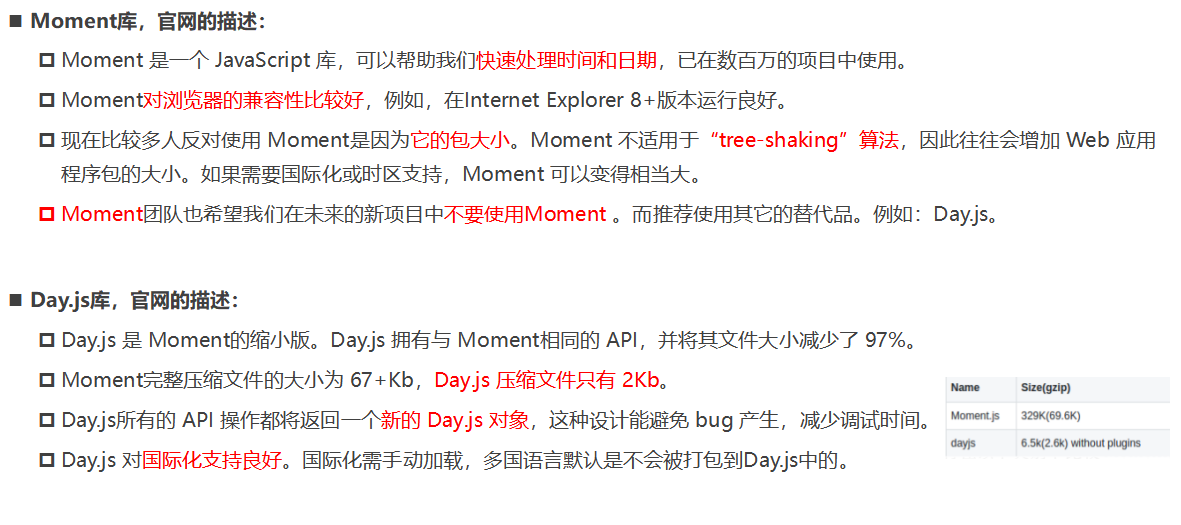 Moment库，官网的描述：
Moment 是一个 JavaScript 库，可以帮助我们快速处理时间和日期，已在数百万的项目中使用。
Moment对浏览器的兼容性比较好，例如，在Internet Explorer 8+版本运行良好。
现在比较多人反对使用 Moment是因为它的包大小。Moment 不适用于“tree-shaking”算法，因此往往会增加 Web 应用
程序包的大小。如果需要国际化或时区支持，Moment 可以变得相当大。
Moment团队也希望我们在未来的新项目中不要使用Moment 。而推荐使用其它的替代品。例如：Day.js。
Day.js库，官网的描述：
Day.js 是 Moment的缩小版。Day.js 拥有与 Moment相同的 API，并将其文件大小减少了 97%。
Moment完整压缩文件的大小为 67+Kb，Day.js 压缩文件只有 2Kb。
Day.js所有的 API 操作都将返回一个新的 Day.js 对象，这种设计能避免 bug 产生，减少调试时间。
Day.js 对国际化支持良好。国际化需手动加载，多国语言默认是不会被打包到Day.js中的。
Name Size(gzip)
Moment.js 329K(69.6K)
dayjs 6.5k(2.6k) without plugins